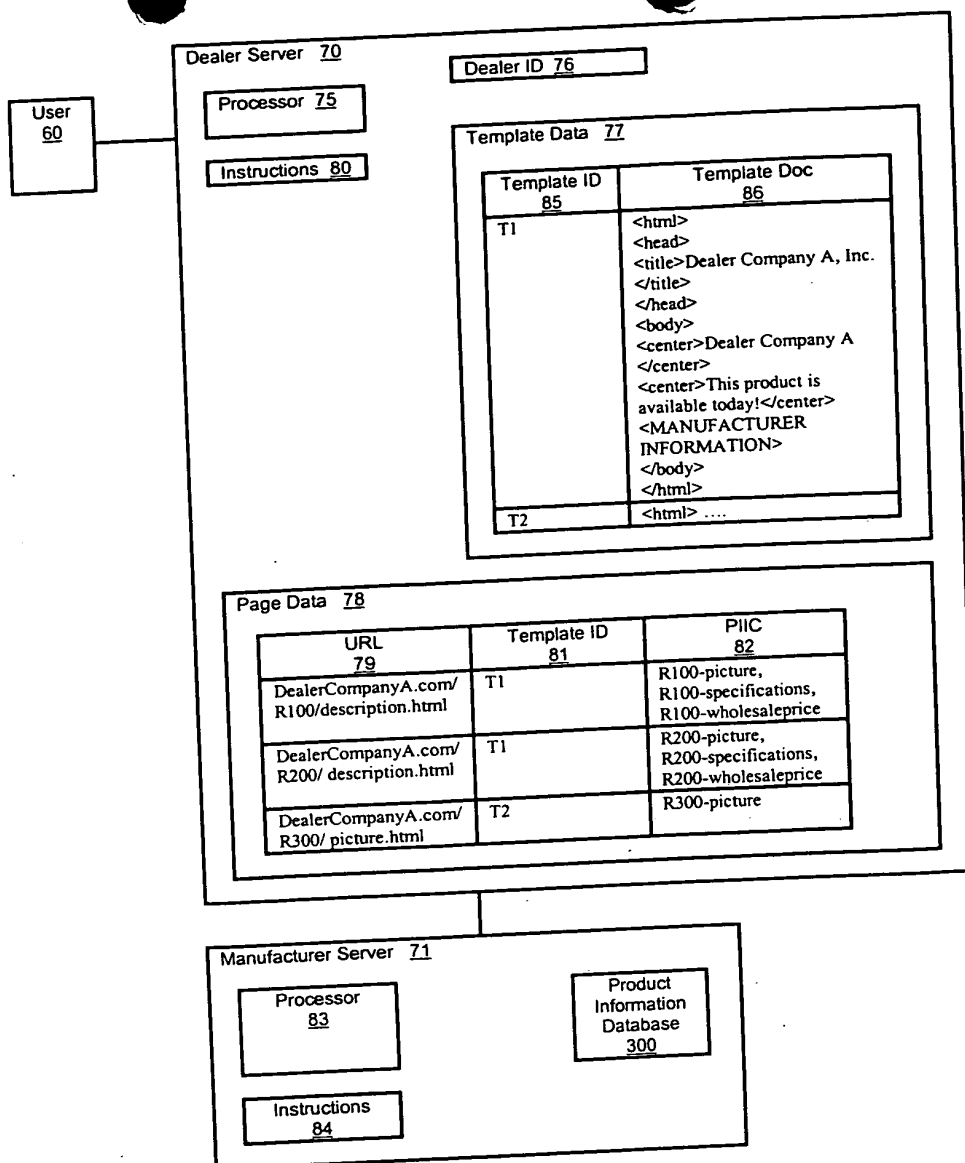 Dealer Server 70
Dealer ID 76
User
60
Processor 75
Instructions 80
Template Data 77
Template ID
85
Template Doc
86
T1
<html>
<head>
<title>Dealer Company A, Inc.
</title>
</head>
<body>
<center>Dealer Company A
</center>
<center>This product is
available today!</center>
<MANUFACTURER
INFORMATION>
</body>
</html>
T2
<html> ....
Page Data 78
URL
79
Template ID
81
PIIC
82
DealerCompanyA.com/
R100/description.html
T1
R100-picture,
R100-specifications,
R100-wholesaleprice
DealerCompanyA.com/
R200/ description.html
T1
R200-picture,
R200-specifications,
R200-wholesaleprice
DealerCompanyA.com/
R300/ picture.html
T2
R300-picture
Manufacturer Server 71
Processor
83
Product
Information
Database
300
Instructions
84